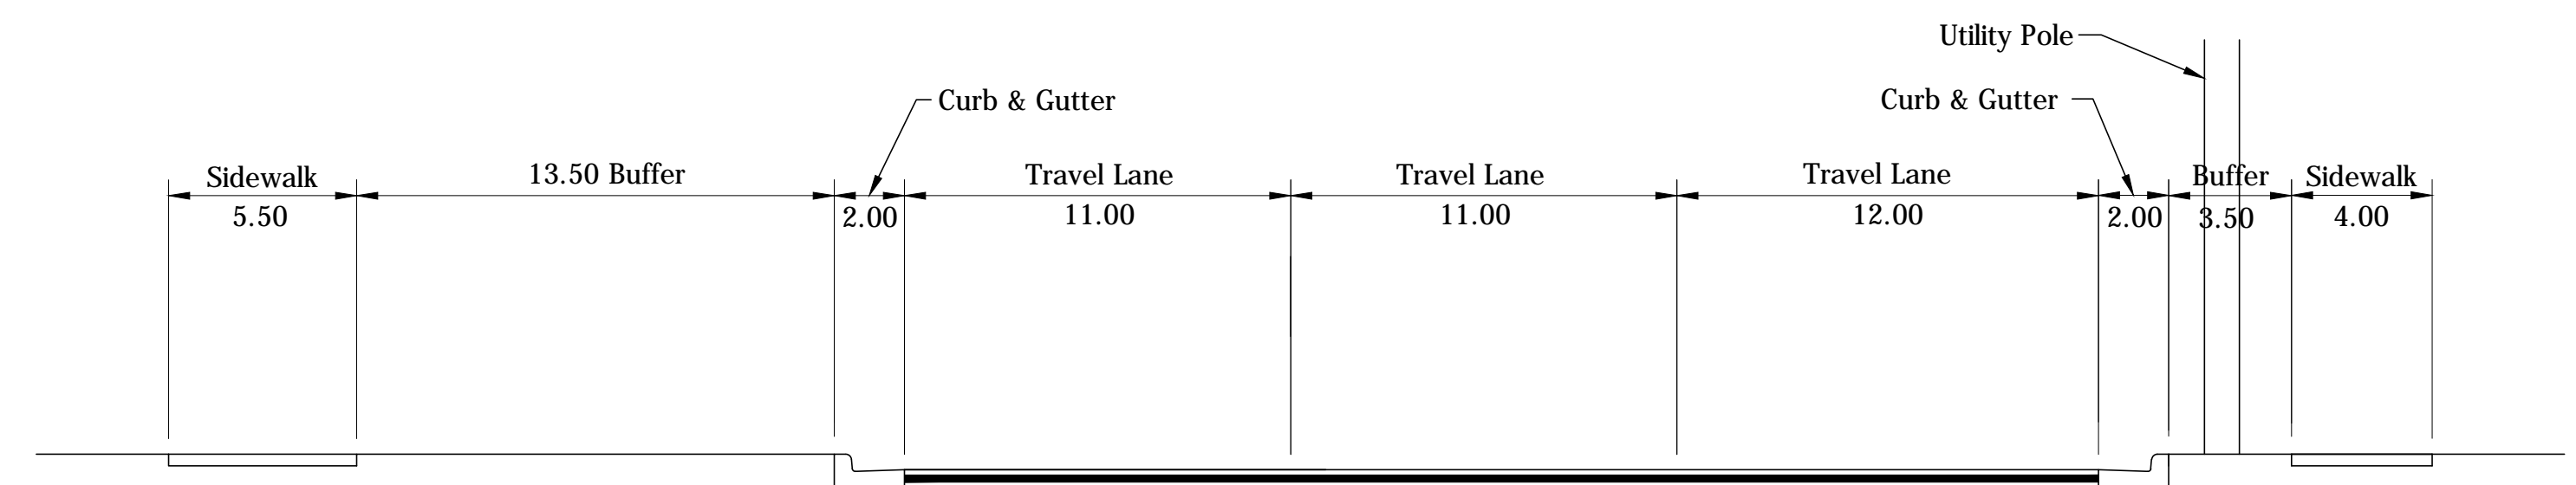 Utility Pole
Curb & Gutter
Curb & Gutter
Sidewalk
13.50 Buffer
Travel Lane
Travel Lane
Travel Lane
Buffer
Sidewalk
5.50
2.00
11.00
11.00
12.00
2.00
3.50
4.00